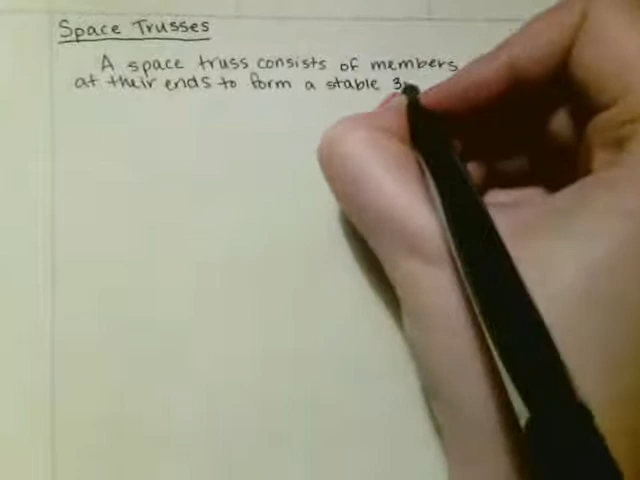 Space Trusses
A space truss consists of members
at their ends to form a stable 3